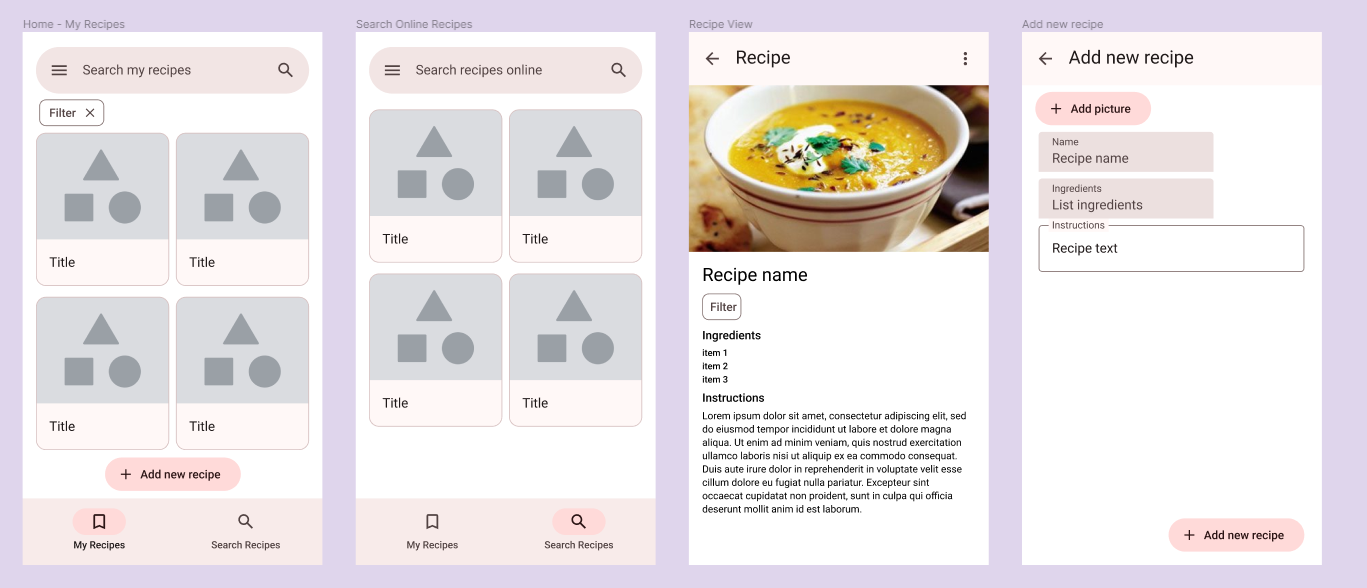 Home - My Recipes
Search my recipes
Filter
Title
Title
Title
Title
Add new recipe
My Recipes
Search Recipes
Search Online Recipes
Search recipes online
Title
Title
Title
Title
My Recipes
Search Recipes
Recipe View
Recipe
Recipe name
Filter
Ingredients
item 1
item 2
item 3
Instructions
Lorem ipsum dolor sit amet, consectetur adipiscing elit, sed
do eiusmod tempor incididunt ut labore et dolore magna
aliqua. Ut enim ad minim veniam, quis nostrud exercitation
ullamco laboris nisi ut aliquip ex ea commodo consequat.
Duis aute irure dolor in reprehenderit in voluptate velit esse
cillum dolore eu fugiat nulla pariatur. Excepteur sint
occaecat cupidatat non proident, sunt in culpa qui officia
deserunt mollit anim id est laborum.
Add new recipe
Add new recipe
Add picture
Name
Recipe name
Ingredients
List ingredients
Instructions
Recipe text
Add new recipe